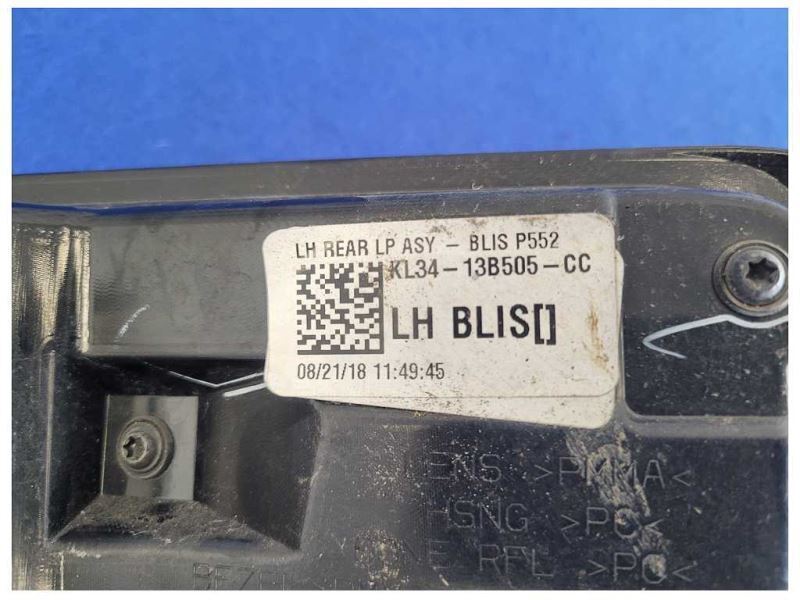 LH REAR LP ASY - BLIS P552
KL34-13B505-CC
LH BLIS[]
08/21/18 11:49:45
LENS >PMMA<
HSNG >PC<
RFL >PC<